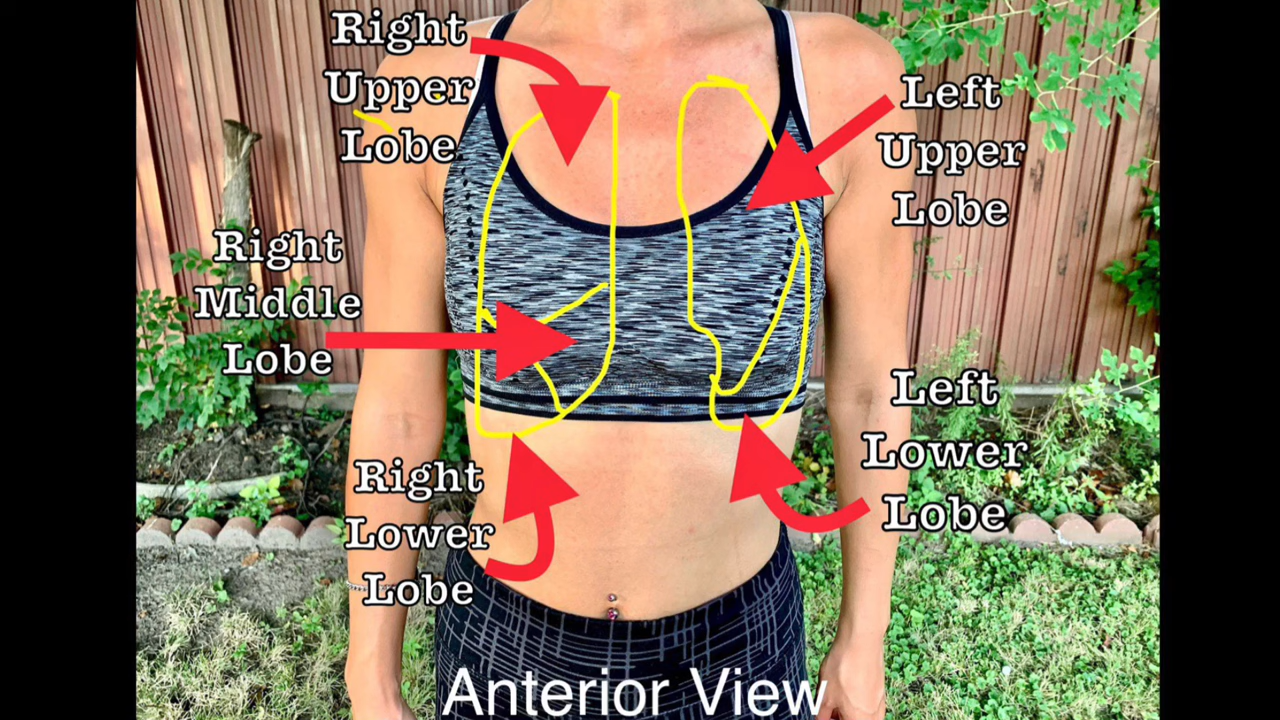 Right
Upper
Lobe
Left
Upper
Lobe
Right
Middle
Lobe
Left
Lower
Lobe
Right
Lower
Lobe
Anterior View